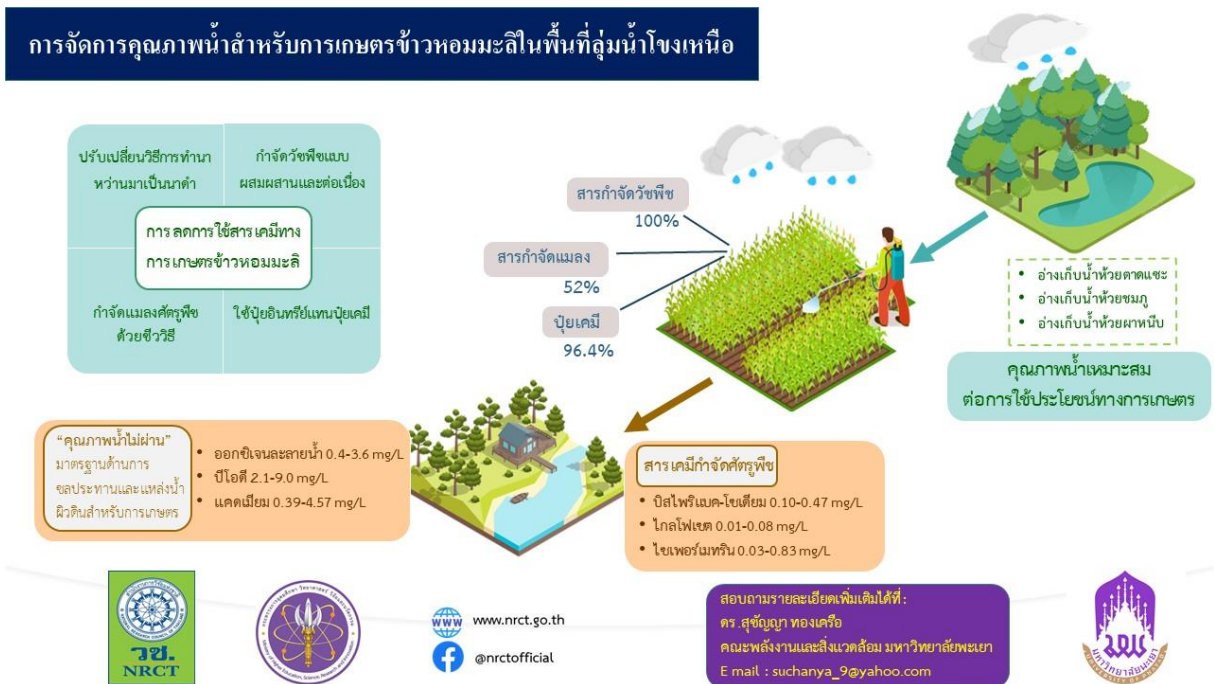 การจัดการคุณภาพน้ำสำหรับการเกษตรข้าวหอมมะลิในพื้นที่ลุ่มน้ำโขงเหนือ
ปรับเปลี่ยนวิธีการทำนา
หว่านมาเป็นนาดำ
กำจัดวัชพืชแบบ
ผสมผสานและต่อเนื่อง
การลดการใช้สารเคมีทาง
การเกษตรข้าวหอมมะลิ
กำจัดแมลงศัตรูพืช
ด้วยชีววิธี
ใช้ปุ๋ยอินทรีย์แทนปุ๋ยเคมี
สารกำจัดวัชพืช
100%
สารกำจัดแมลง
52%
ปุ๋ยเคมี
96.4%
• อ่างเก็บน้ำห้วยตาดแซะ
• อ่างเก็บน้ำห้วยชมภู
• อ่างเก็บน้ำห้วยผาหนีบ
คุณภาพน้ำเหมาะสม
ต่อการใช้ประโยชน์ทางการเกษตร
"คุณภาพน้ำไม่ผ่าน"
มาตรฐานด้านการ
ชลประทานและแหล่งน้ำ
ผิวดินสำหรับการเกษตร
• ออกซิเจนละลายน้ำ 0.4-3.6 mg/L
• บีโอดี 2.1-9.0 mg/L
• แคดเมียม 0.39-4.57 mg/L
สารเคมีกำจัดศัตรูพืช
• บิสไพริแบค-โซเดียม 0.10-0.47 mg/L
• ไกลโฟเซต 0.01-0.08 mg/L
• ไซเพอร์เมทริน 0.03-0.83 mg/L
วช.
NRCT
www
www.nrct.go.th
@nrctofficial
สอบถามรายละเอียดเพิ่มเติมได้ที่ :
ดร.สุชัญญา ทองเครือ
คณะพลังงานและสิ่งแวดล้อม มหาวิทยาลัยพะเยา
E mail : suchanya_9@yahoo.com
มหาวิทยาลัยพะเยา
UNIVERSITY OF PHAYAO